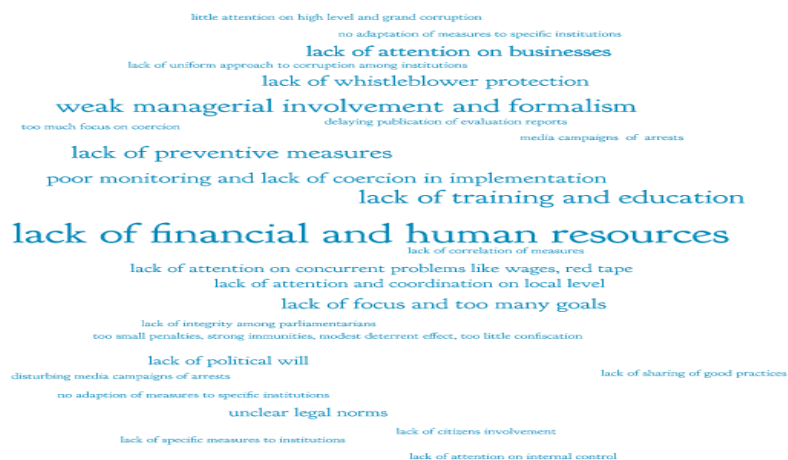 little attention on high level and grand corruption
no adaptation of measures to specific institutions
lack of attention on businesses
lack of uniform approach to corruption among institutions
lack of whistleblower protection
weak managerial involvement and formalism
delaying publication of evaluation reports
too much focus on coercion
media campaigns of arrests
lack of preventive measures
poor monitoring and lack of coercion in implementation
lack of training and education
lack of financial and human resources
lack of correlation of measures
lack of attention on concurrent problems like wages, red tape
lack of attention and coordination on local level
lack of focus and too many goals
lack of integrity among parliamentarians
too small penalties, strong immunities, modest deterrent effect, too little confiscation
lack of political will
lack of sharing of good practices
disturbing media campaigns of arrests
no adaption of measures to specific institutions
unclear legal norms
lack of citizens involvement
lack of specific measures to institutions
lack of attention on internal control